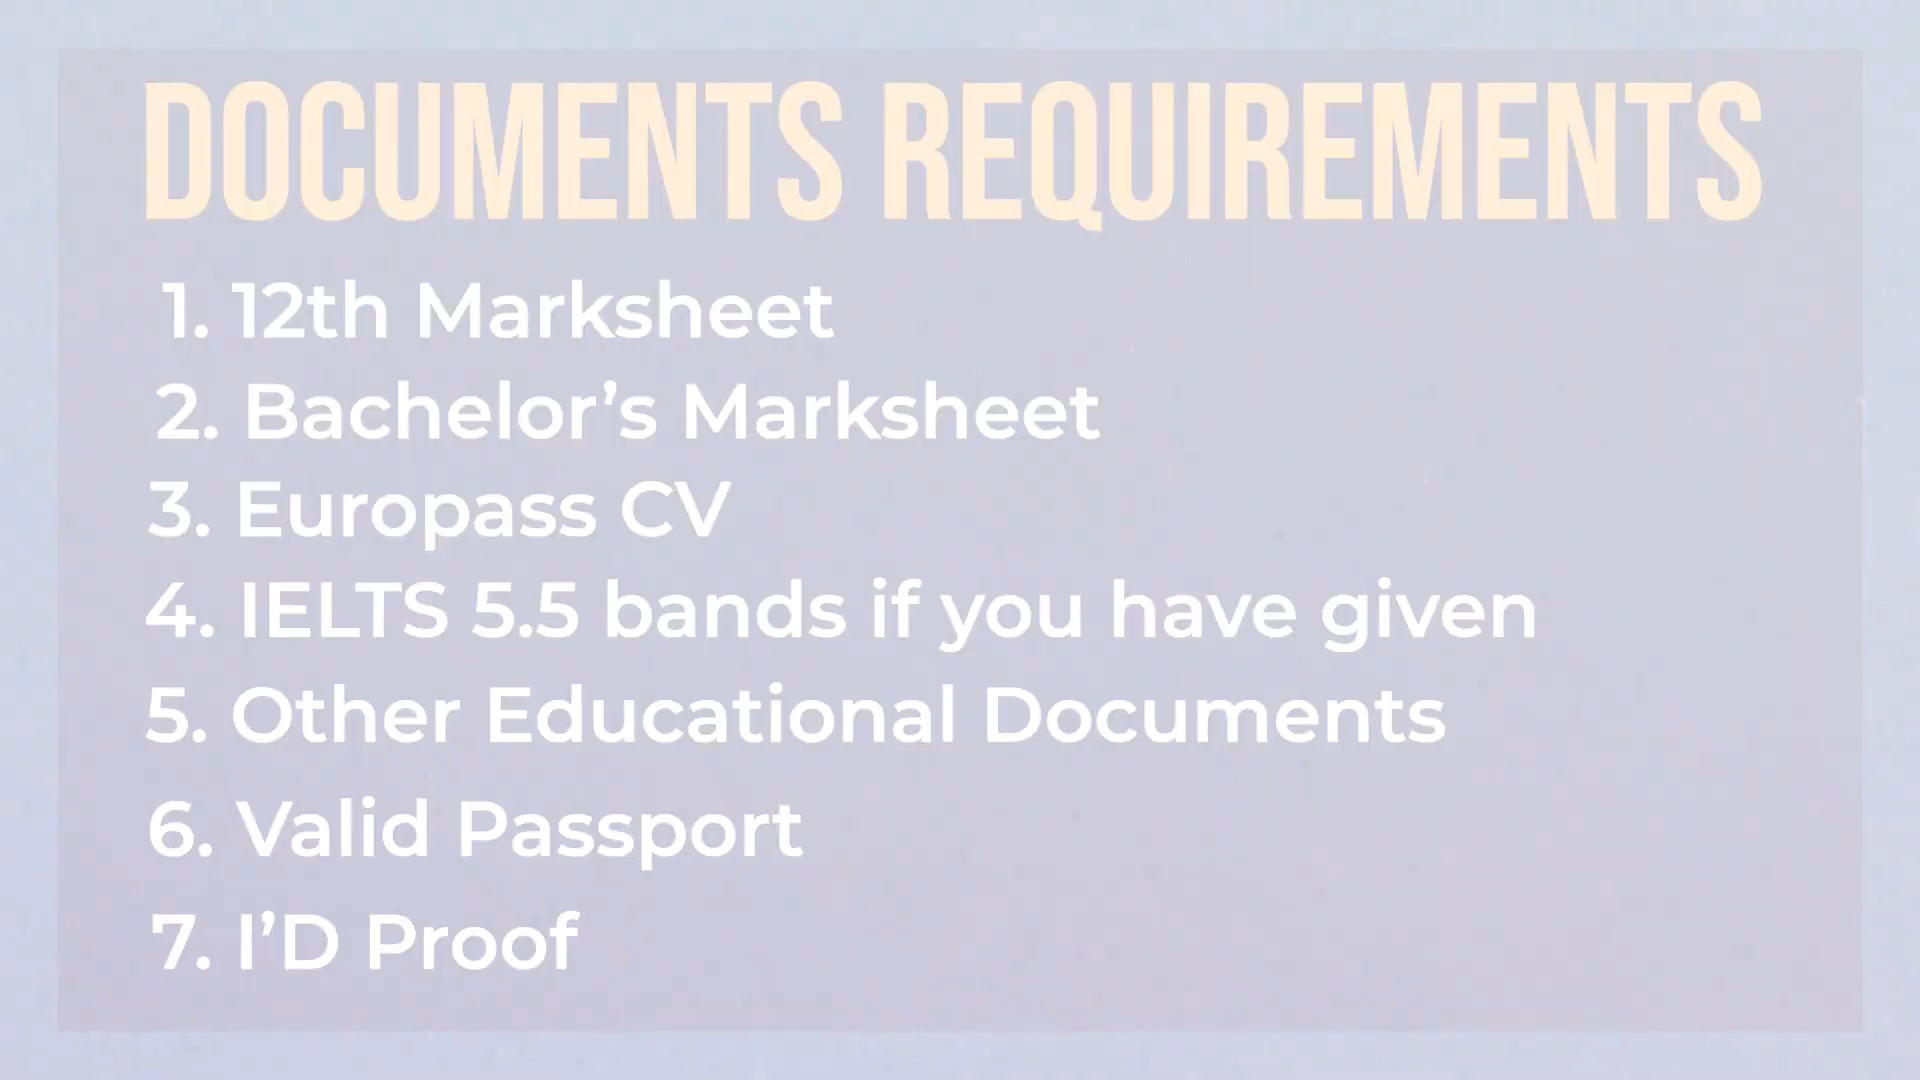 DOCUMENTS REQUIREMENTS
1. 12th Marksheet
2. Bachelor’s Marksheet
3. Europass CV
4. IELTS 5.5 bands if you have given
5. Other Educational Documents
6. Valid Passport
7. I’D Proof